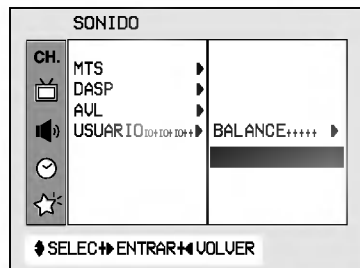 SONIDO
CH.
MTS
DASP
AVL
USUARIO
BALANCE+++++
SELEC ENTRAR VOLVER